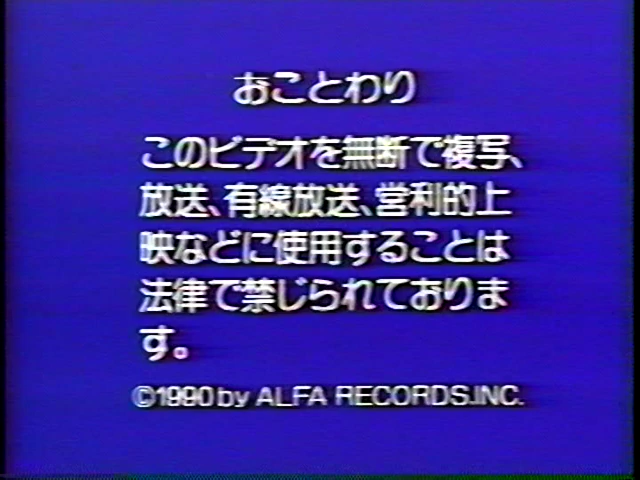 おことわり
このビデオを無断で複写、
放送、有線放送、営利的上
映などに使用することは
法律で禁じられておりま
す。
©1990 by ALFA RECORDS.INC.